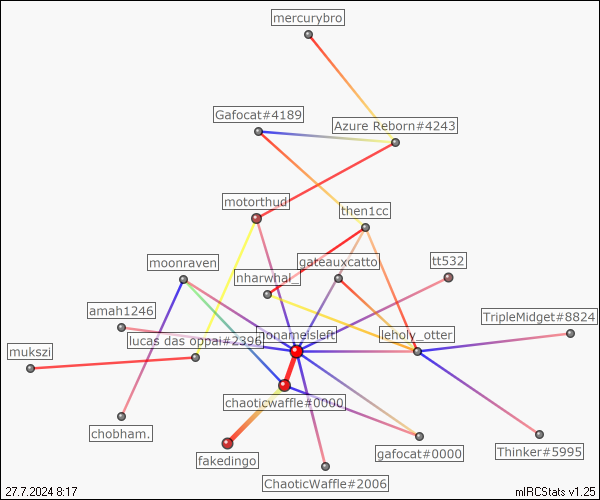 mercurybro
Gafocat#4189
Azure Reborn#4243
motorthud
then1cc
moonraven
gateauxcatto
tt532
nharwhal_
amah1246
TripleMidget#8824
nonameisleft
leholy_otter
lucas das oppai#2396
mukszi
chaoticwaffle#0000
chobham.
fakedingo
gafocat#0000
Thinker#5995
ChaoticWaffle#2006
27.7.2024 8:17
mIRCStats v1.25